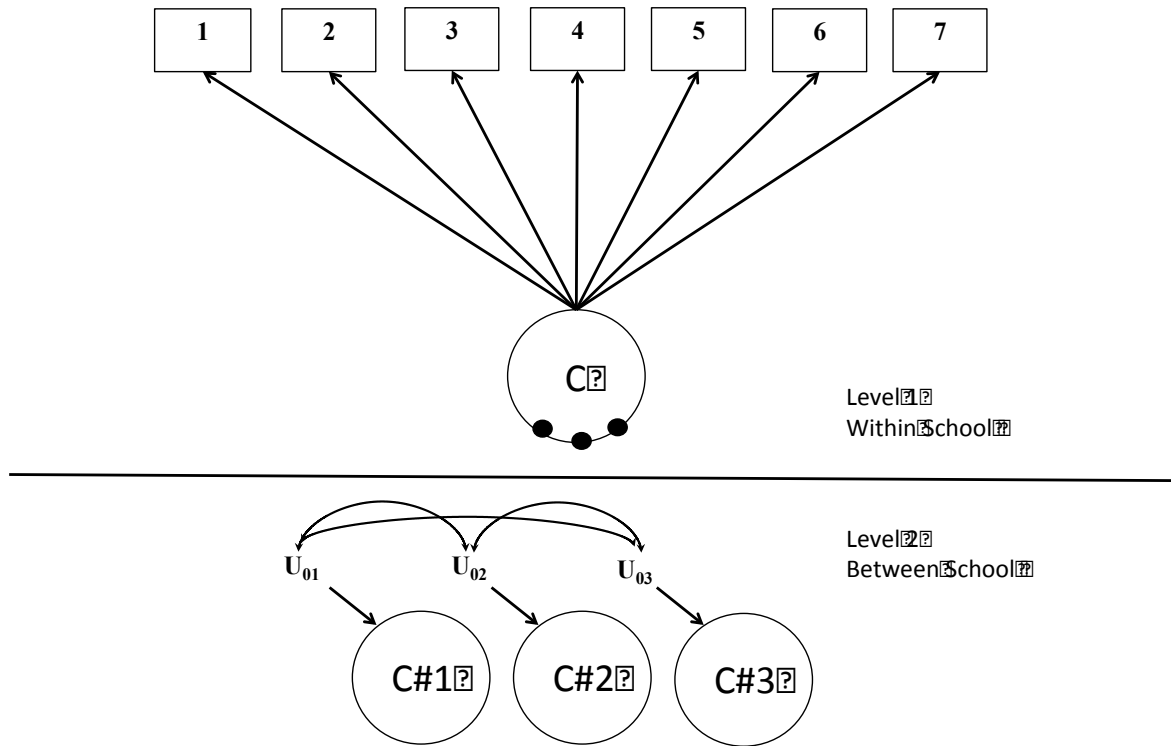 1 2 3 4 5 6 7
C
Level 1
Within School
U01 U02 U03
Level 2
Between School
C#1 C#2 C#3